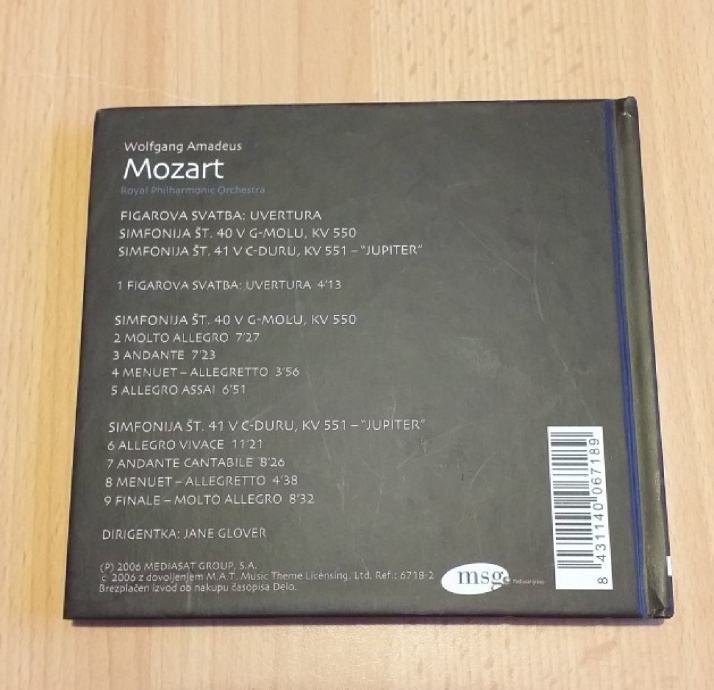 Wolfgang Amadeus
Mozart
Royal Philharmonic Orchestra
FIGAROVA SVATBA: UVERTURA
SIMFONIJA ŠT. 40 V G-MOLU, KV 550
SIMFONIJA ŠT. 41 V C-DURU, KV 551 – "JUPITER"
1 FIGAROVA SVATBA: UVERTURA 4'13
SIMFONIJA ŠT. 40 V G-MOLU, KV 550
2 MOLTO ALLEGRO 7'27
3 ANDANTE 7'23
4 MENUET – ALLEGRETTO 3'56
5 ALLEGRO ASSAI 6'51
SIMFONIJA ŠT. 41 V C-DURU, KV 551 – "JUPITER"
6 ALLEGRO VIVACE 11'21
7 ANDANTE CANTABILE 8'26
8 MENUET – ALLEGRETTO 4'38
9 FINALE – MOLTO ALLEGRO 8'32
DIRIGENTKA: JANE GLOVER
(P) 2006 MEDIASAT GROUP, S.A.
c 2006 z dovoljenjem M.A.T. Music Theme Licensing, Ltd. Ref.: 6718-2
Brezplačen izvod ob nakupu časopisa Delo.
msg
8 431140 067189